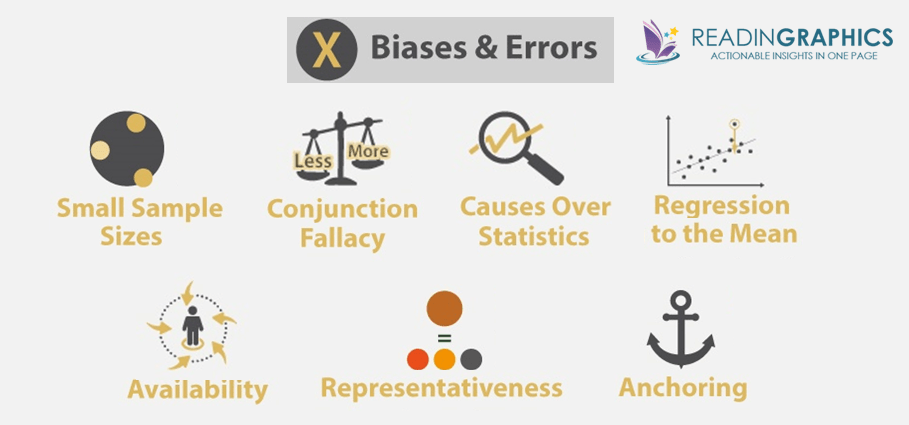 X Biases & Errors
READINGRAPHICS
ACTIONABLE INSIGHTS IN ONE PAGE
Less More
Small Sample
Sizes
Conjunction
Fallacy
Causes Over
Statistics
Regression
to the Mean
=
Availability
Representativeness
Anchoring